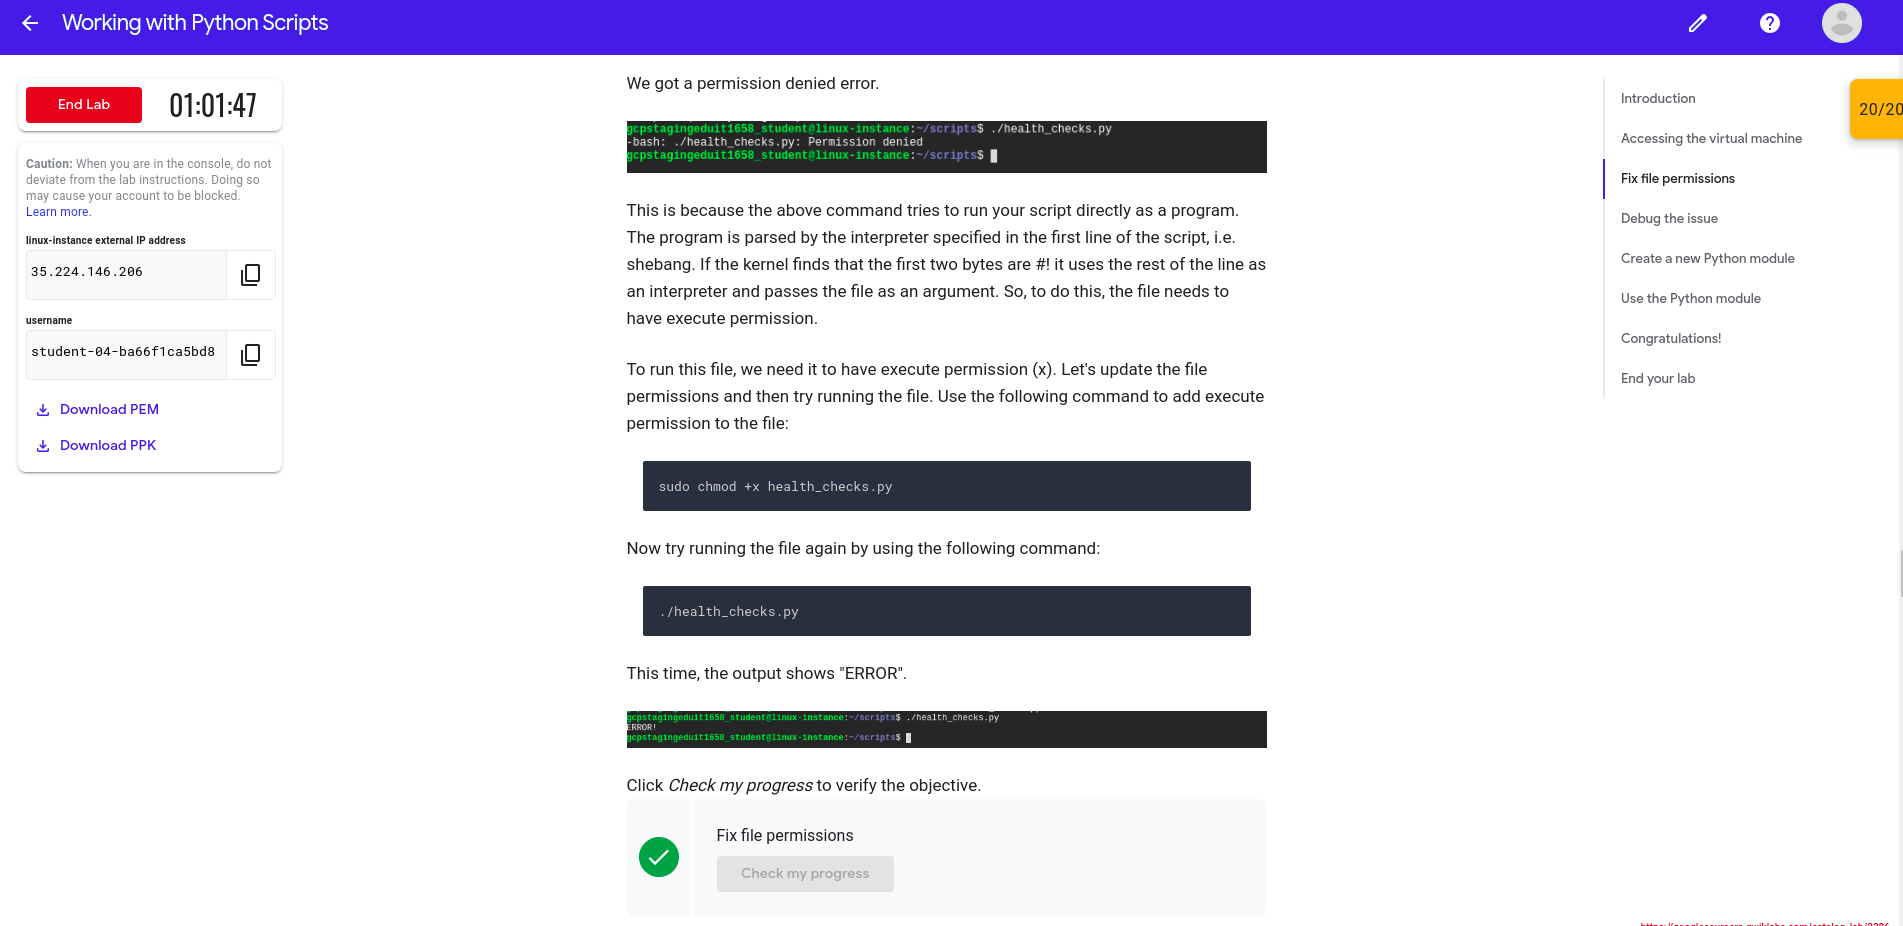 Working with Python Scripts
End Lab
01:01:47
Caution: When you are in the console, do not
deviate from the lab instructions. Doing so
may cause your account to be blocked.
Learn more.
linux-instance external IP address
35.224.146.206
username
student-04-ba66f1ca5bd8
Download PEM
Download PPK
We got a permission denied error.
gcpstagingeduit1658_student@linux-instance:~/scripts$ ./health_checks.py
-bash: ./health_checks.py: Permission denied
gcpstagingeduit1658_student@linux-instance:~/scripts$
This is because the above command tries to run your script directly as a program.
The program is parsed by the interpreter specified in the first line of the script, i.e.
shebang. If the kernel finds that the first two bytes are #! it uses the rest of the line as
an interpreter and passes the file as an argument. So, to do this, the file needs to
have execute permission.
To run this file, we need it to have execute permission (x). Let's update the file
permissions and then try running the file. Use the following command to add execute
permission to the file:
sudo chmod +x health_checks.py
Now try running the file again by using the following command:
./health_checks.py
This time, the output shows "ERROR".
gcpstagingeduit1658_student@linux-instance:~/scripts$ ./health_checks.py
ERROR!
gcpstagingeduit1658_student@linux-instance:~/scripts$
Click Check my progress to verify the objective.
Fix file permissions
Check my progress
Introduction
Accessing the virtual machine
Fix file permissions
Debug the issue
Create a new Python module
Use the Python module
Congratulations!
End your lab
20/20